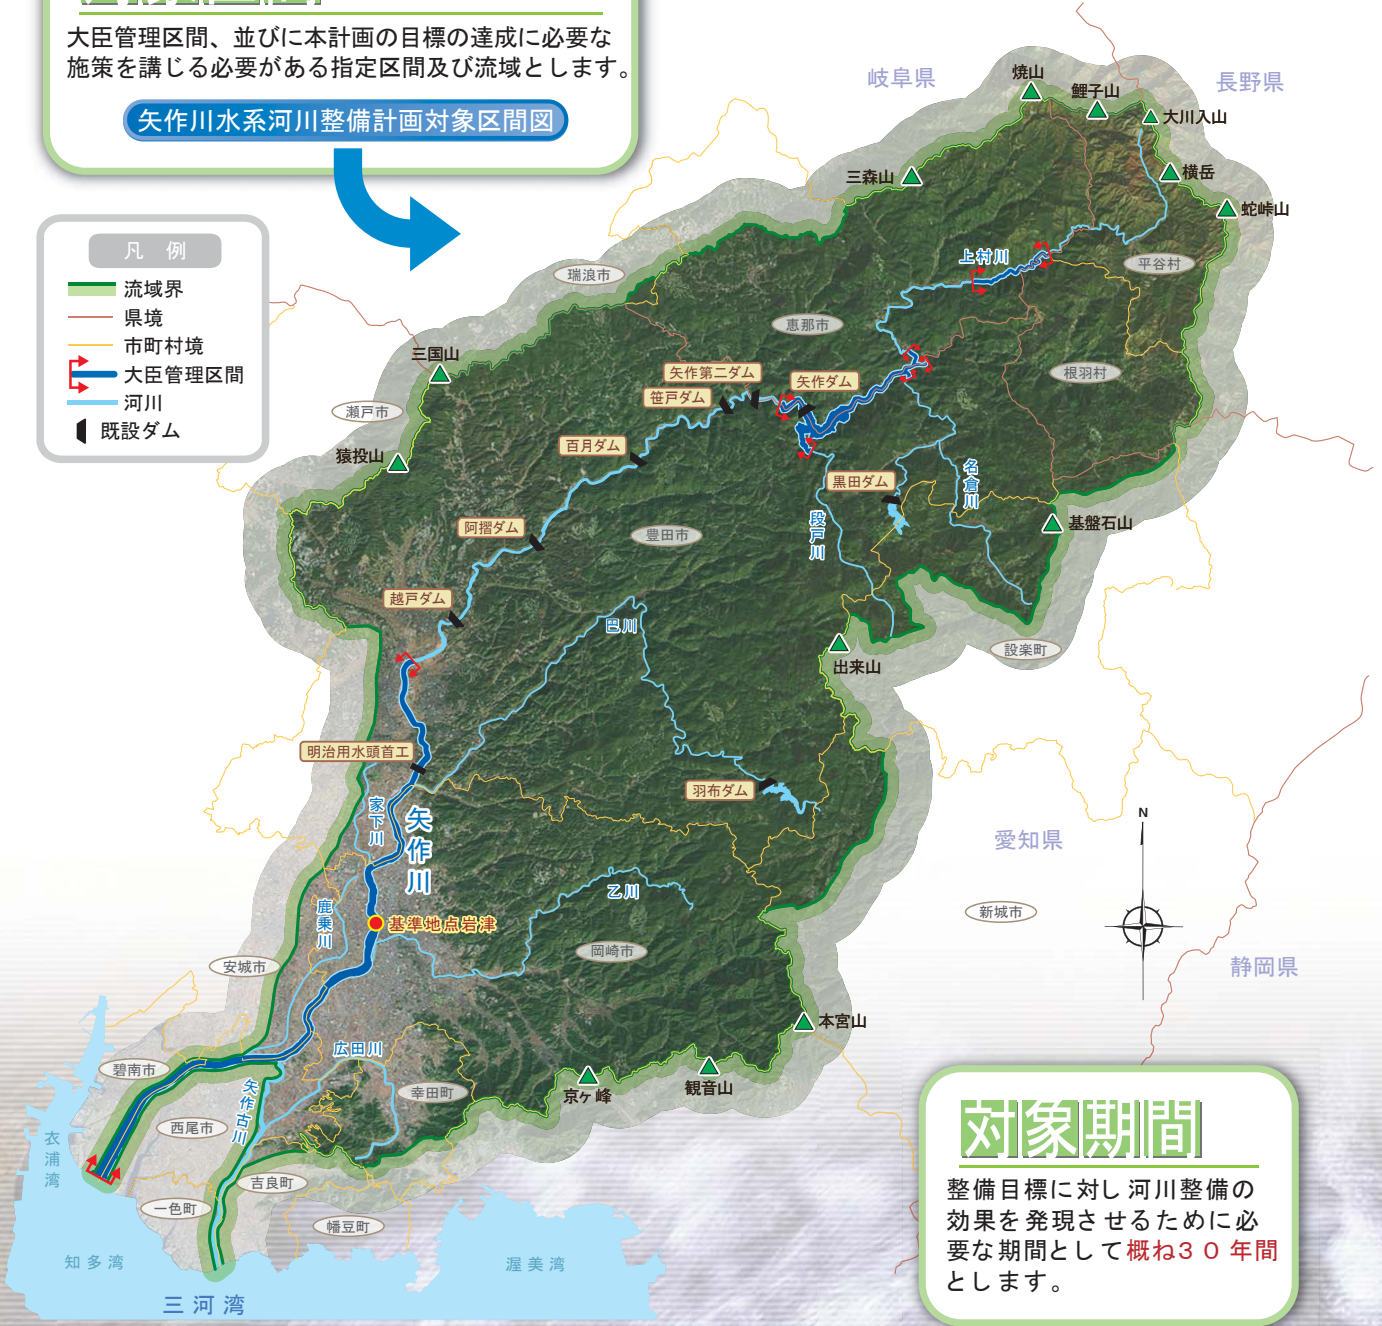 大臣管理区間、並びに本計画の目標の達成に必要な
施策を講じる必要がある指定区間及び流域とします。
矢作川水系河川整備計画対象区間図
凡 例
流域界
県境
市町村境
大臣管理区間
河川
既設ダム
岐阜県
長野県
焼山
鯉子山
大川入山
横岳
蛇峠山
三森山
上村川
平谷村
瑞浪市
恵那市
根羽村
三国山
瀬戸市
猿投山
矢作第二ダム
矢作ダム
笹戸ダム
百月ダム
黒田ダム
名倉川
段戸川
基盤石山
阿摺ダム
豊田市
越戸ダム
巴川
設楽町
出来山
明治用水頭首工
羽布ダム
家下川
矢作川
愛知県
N
乙川
鹿乗川
基準地点岩津
新城市
岡崎市
安城市
静岡県
本宮山
広田川
碧南市
幸田町
京ヶ峰
観音山
矢作古川
西尾市
衣浦湾
吉良町
一色町
幡豆町
知多湾
渥美湾
三河湾
対象期間
整備目標に対し河川整備の
効果を発現させるために必
要な期間として概ね30年間
とします。